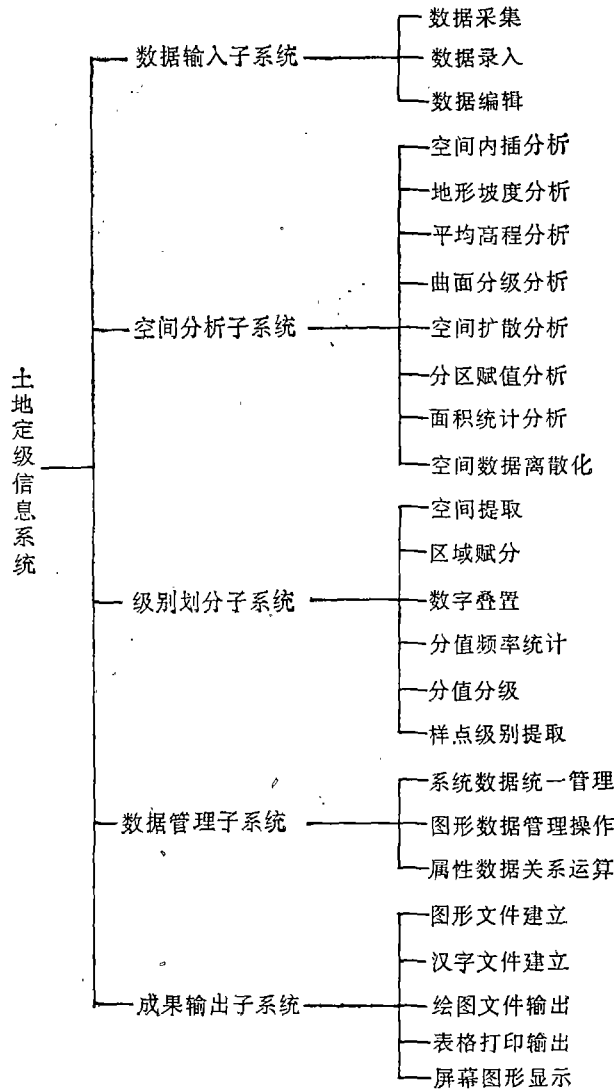 土地定级信息系统
数据输入子系统
数据采集
数据录入
数据编辑
空间分析子系统
空间内插分析
地形坡度分析
平均高程分析
曲面分级分析
空间扩散分析
分区赋值分析
面积统计分析
空间数据离散化
级别划分子系统
空间提取
区域赋分
数字叠置
分值频率统计
分值分级
样点级别提取
数据管理子系统
系统数据统一管理
图形数据管理操作
属性数据关系运算
成果输出子系统
图形文件建立
汉字文件建立
绘图文件输出
表格打印输出
屏幕图形显示